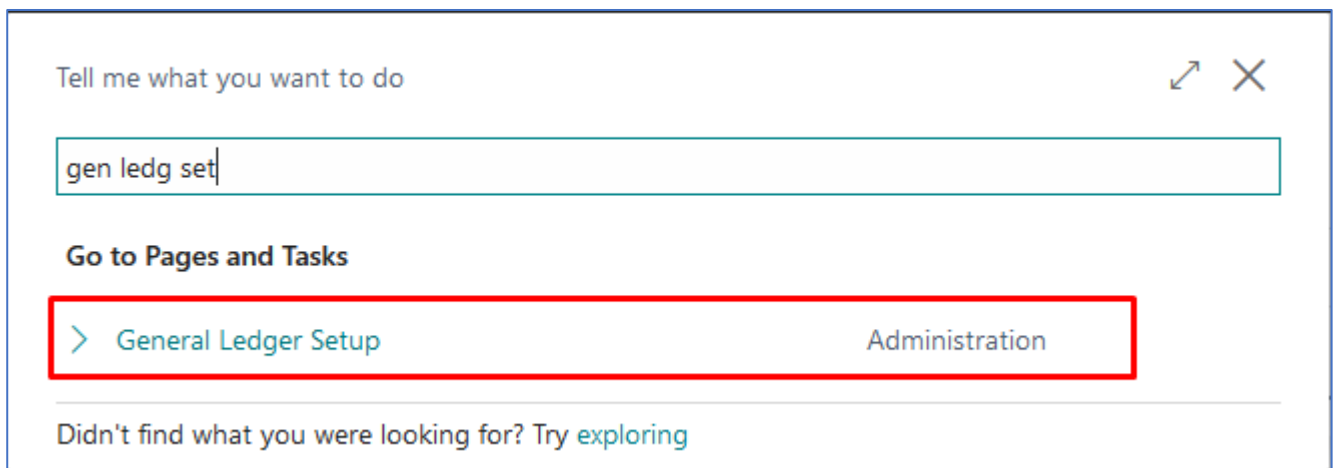 Tell me what you want to do
gen ledg set
Go to Pages and Tasks
General Ledger Setup Administration
Didn't find what you were looking for? Try exploring